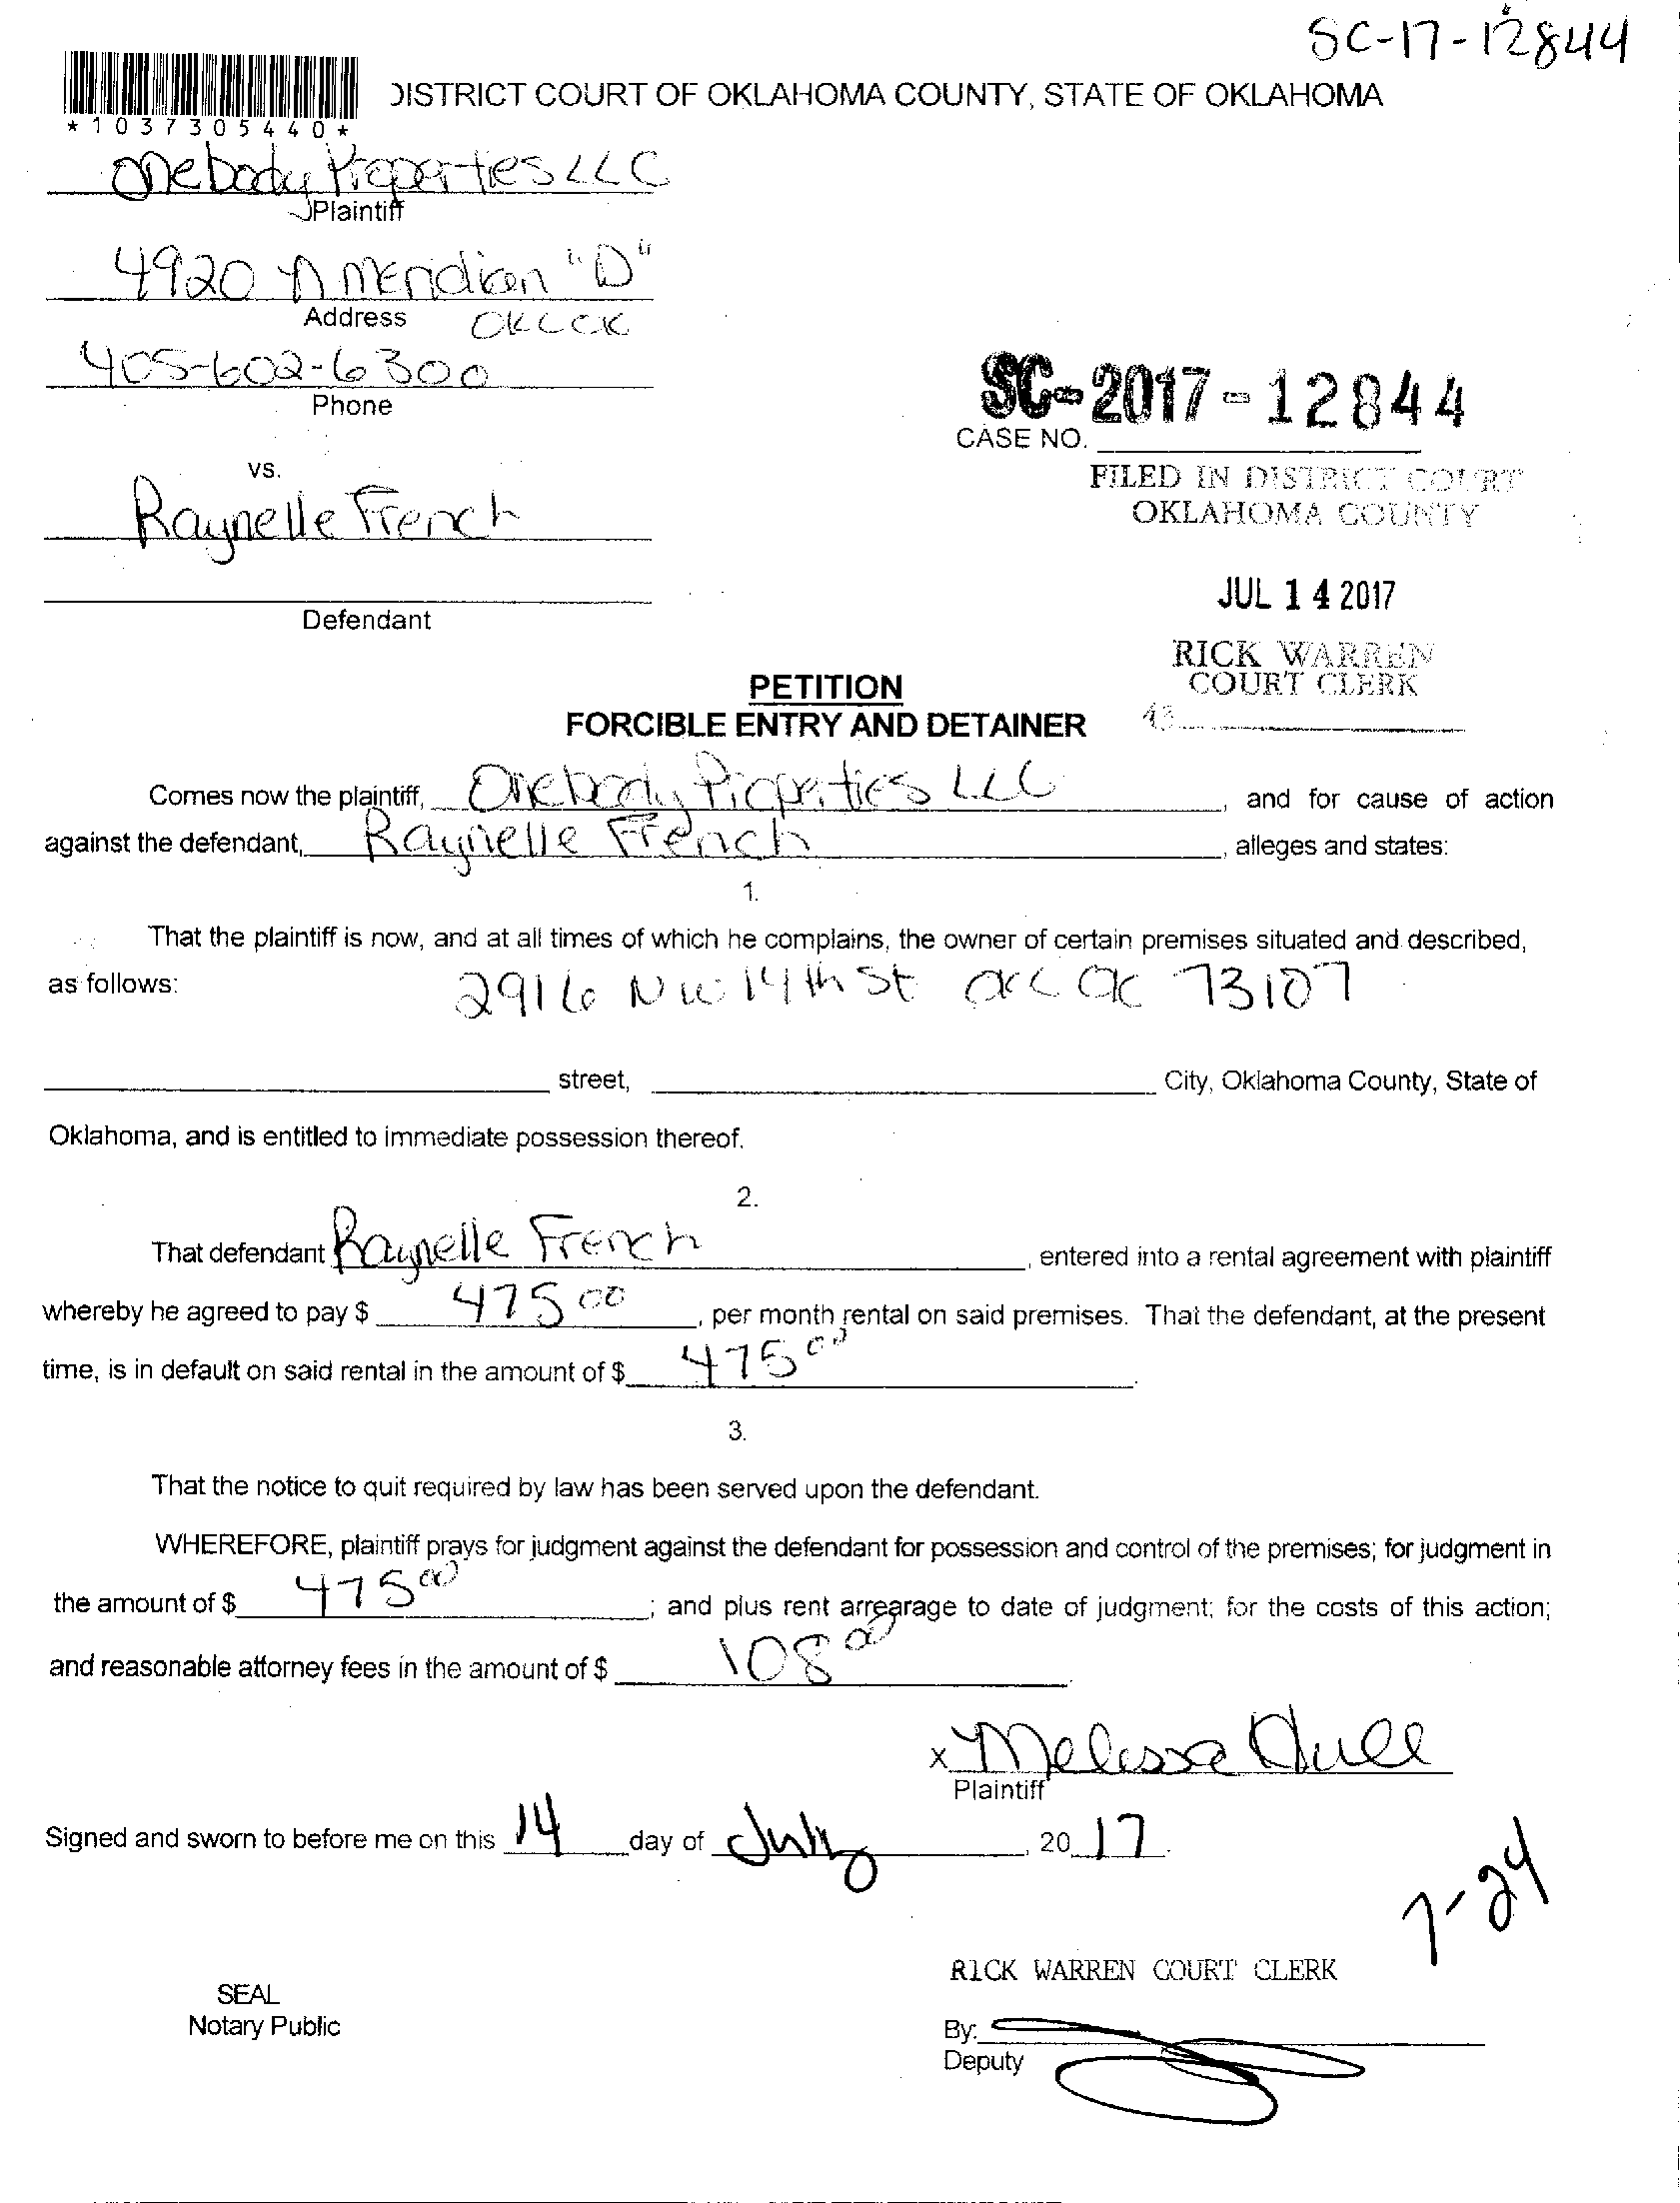 SC-17-12844
DISTRICT COURT OF OKLAHOMA COUNTY, STATE OF OKLAHOMA
*1037305440*
Onebody Properties LLC
Plaintiff
4920 N Meridian "D"
Address OKC OK
405-602-6300
Phone
SC-2017-12844
CASE NO.
vs.
FILED IN DISTRICT COURT
OKLAHOMA COUNTY
Raynelle French
JUL 14 2017
Defendant
RICK WARREN
COURT CLERK
43
PETITION
FORCIBLE ENTRY AND DETAINER
Comes now the plaintiff, Onebody Properties LLC, and for cause of action
against the defendant, Raynelle French, alleges and states:
1.
That the plaintiff is now, and at all times of which he complains, the owner of certain premises situated and described,
as follows: 2916 NW 14th St OKC OK 73107
street, City, Oklahoma County, State of
Oklahoma, and is entitled to immediate possession thereof.
2.
That defendant Raynelle French, entered into a rental agreement with plaintiff
whereby he agreed to pay $ 475 00, per month rental on said premises. That the defendant, at the present
time, is in default on said rental in the amount of $ 475 00.
3.
That the notice to quit required by law has been served upon the defendant.
WHEREFORE, plaintiff prays for judgment against the defendant for possession and control of the premises; for judgment in
the amount of $ 475 00; and plus rent arrearage to date of judgment; for the costs of this action;
and reasonable attorney fees in the amount of $ 108 00.
x Melissa Hull
Plaintiff
Signed and sworn to before me on this 14 day of July, 20 17.
7-24
RICK WARREN COURT CLERK
SEAL
Notary Public
By:
Deputy